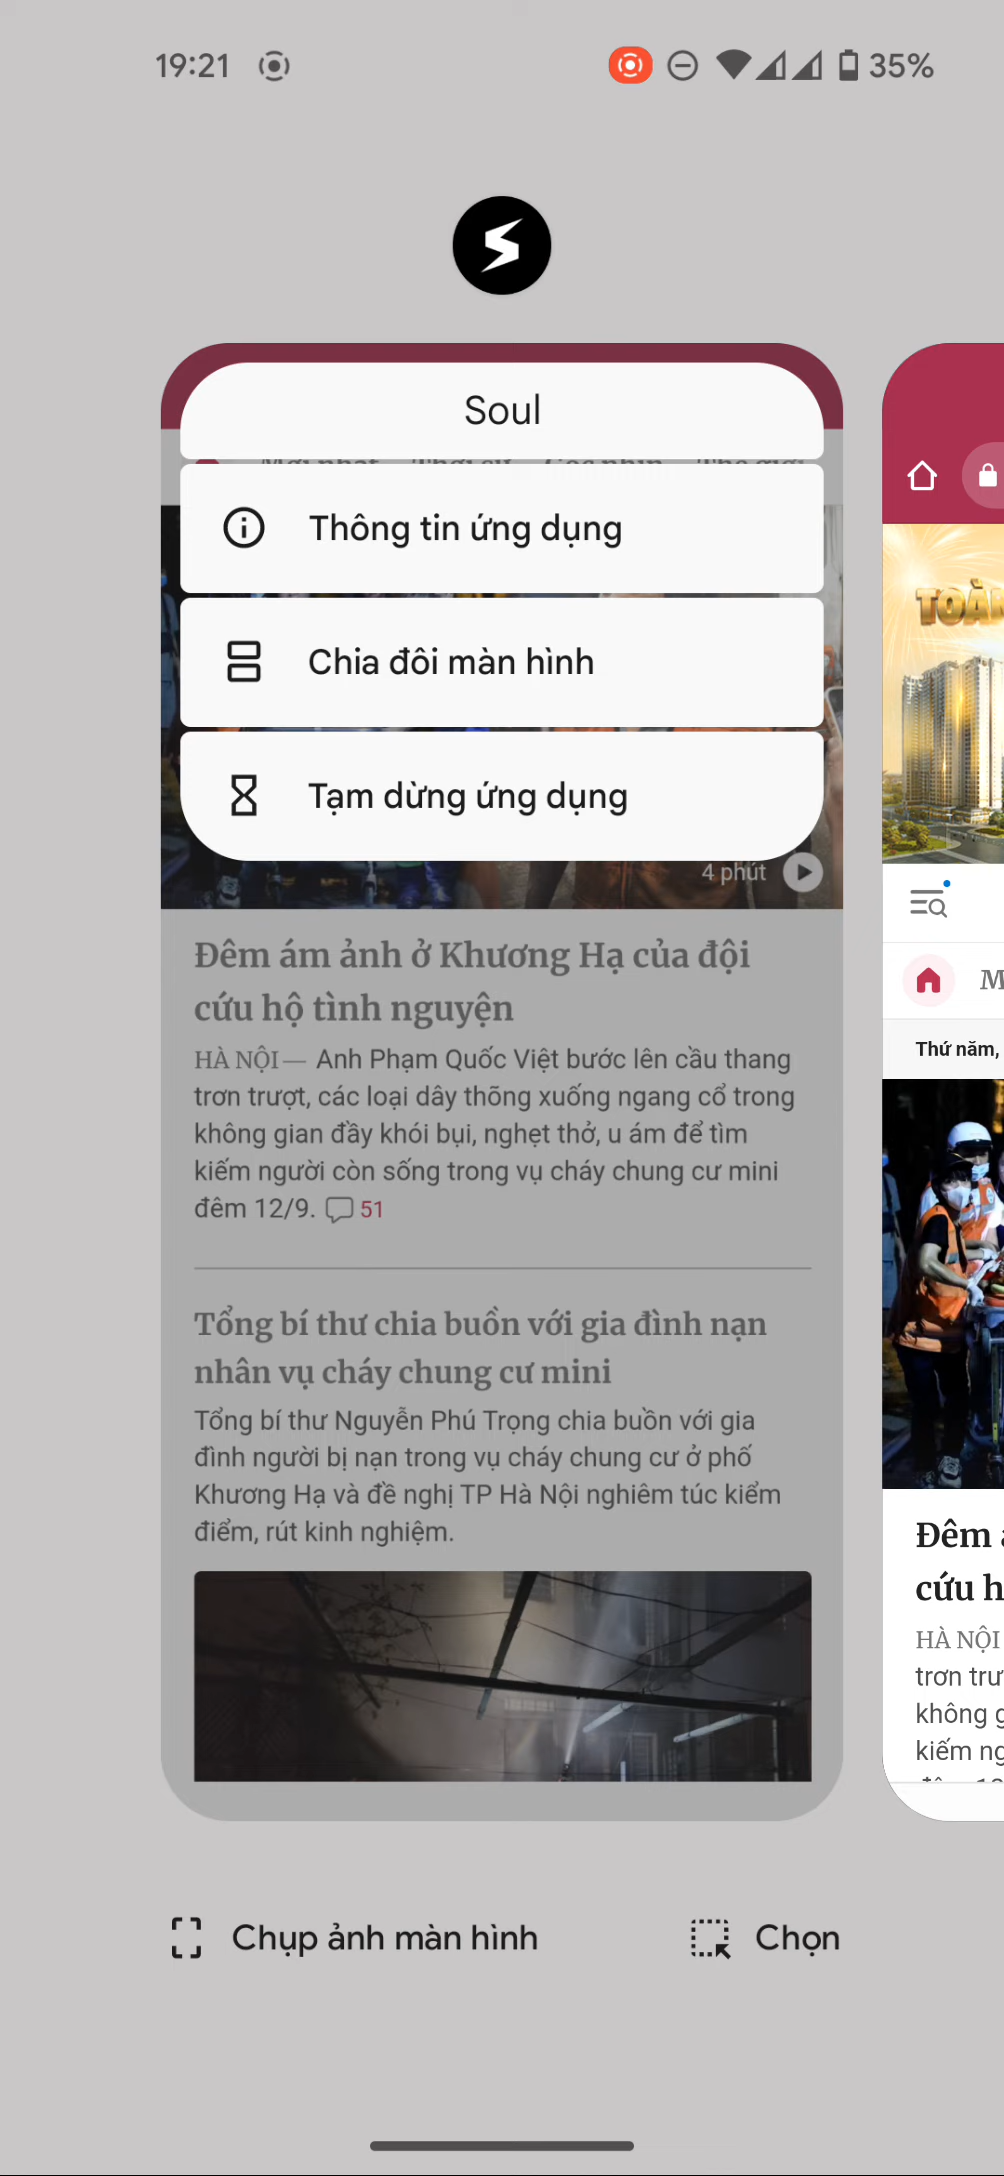 19:21
35%
Soul
Thông tin ứng dụng
Chia đôi màn hình
Tạm dừng ứng dụng
4 phút
Đêm ám ảnh ở Khương Hạ của đội
cứu hộ tình nguyện
HÀ NỘI— Anh Phạm Quốc Việt bước lên cầu thang
trơn trượt, các loại dây thõng xuống ngang cổ trong
không gian đầy khói bụi, nghẹt thở, u ám để tìm
kiếm người còn sống trong vụ cháy chung cư mini
đêm 12/9. 51
Tổng bí thư chia buồn với gia đình nạn
nhân vụ cháy chung cư mini
Tổng bí thư Nguyễn Phú Trọng chia buồn với gia
đình người bị nạn trong vụ cháy chung cư ở phố
Khương Hạ và đề nghị TP Hà Nội nghiêm túc kiểm
điểm, rút kinh nghiệm.
TOÀN
M
Thứ năm,
Đêm
cứu h
HÀ NỘI
trơn trư
không g
kiếm ng
Chụp ảnh màn hình
Chọn